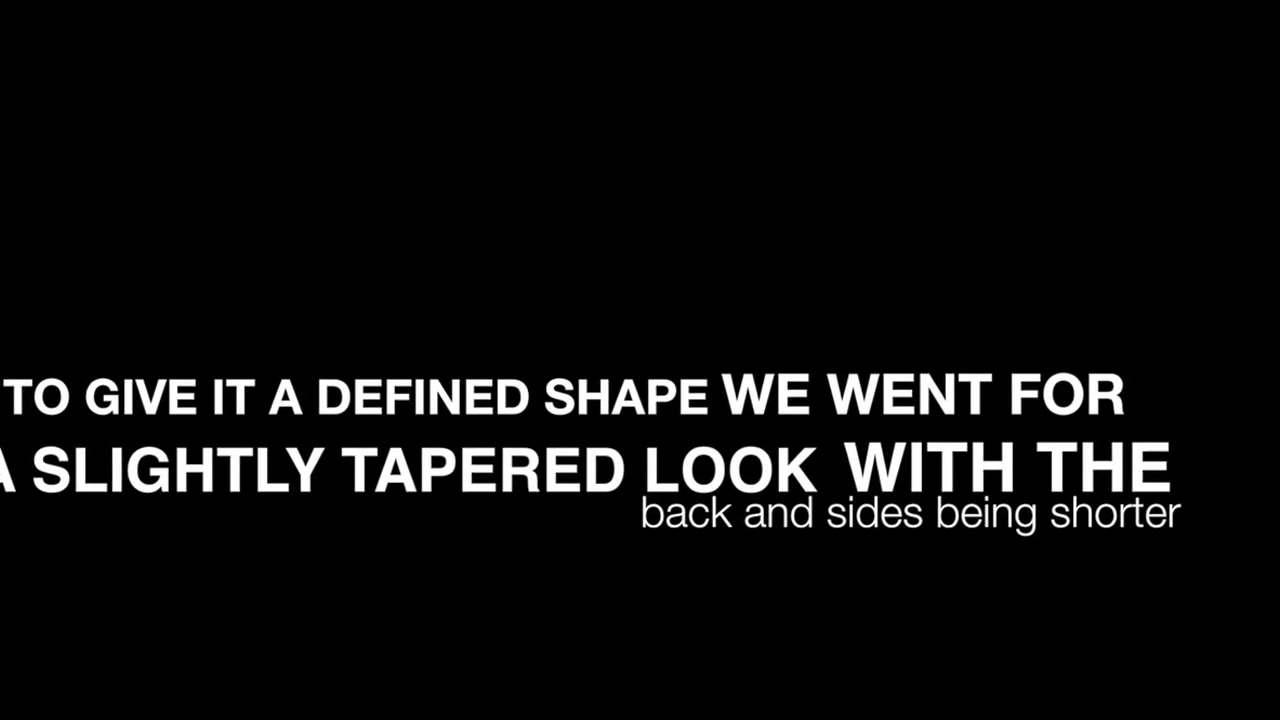 TO GIVE IT A DEFINED SHAPE WE WENT FOR
A SLIGHTLY TAPERED LOOK WITH THE
back and sides being shorter